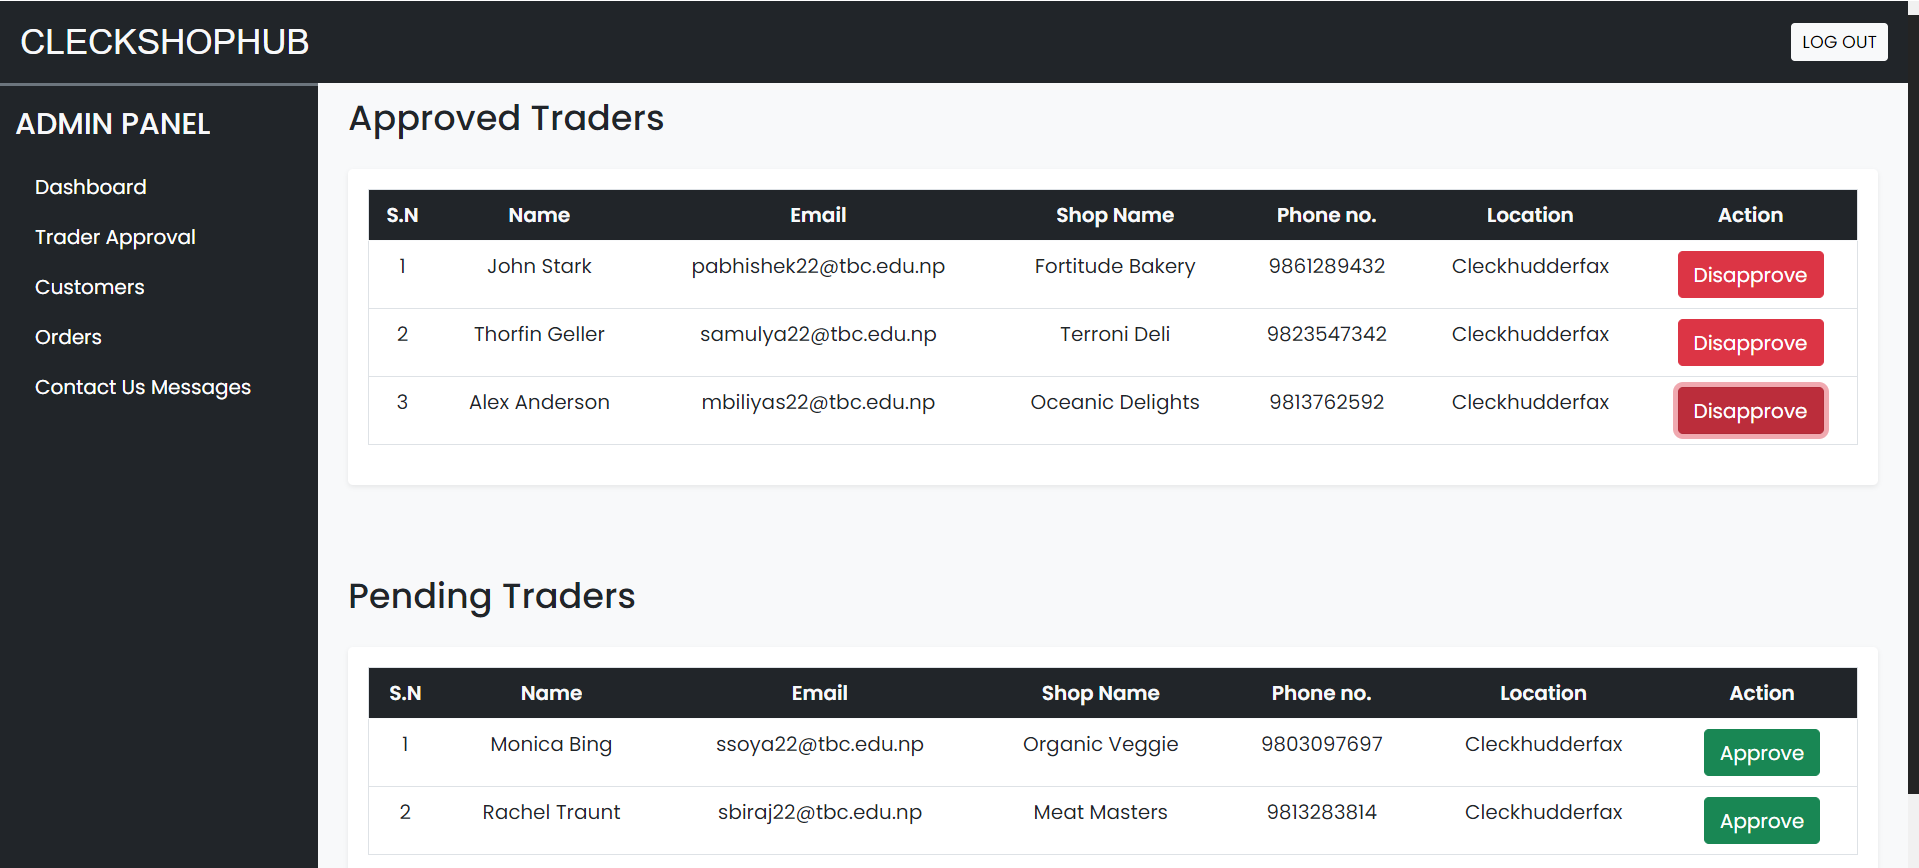 CLECKSHOPHUB
LOG OUT
ADMIN PANEL
Dashboard
Trader Approval
Customers
Orders
Contact Us Messages
Approved Traders
S.N Name Email Shop Name Phone no. Location Action
1 John Stark pabhishek22@tbc.edu.np Fortitude Bakery 9861289432 Cleckhudderfax Disapprove
2 Thorfin Geller samulya22@tbc.edu.np Terroni Deli 9823547342 Cleckhudderfax Disapprove
3 Alex Anderson mbiliyas22@tbc.edu.np Oceanic Delights 9813762592 Cleckhudderfax Disapprove
Pending Traders
S.N Name Email Shop Name Phone no. Location Action
1 Monica Bing ssoya22@tbc.edu.np Organic Veggie 9803097697 Cleckhudderfax Approve
2 Rachel Traunt sbiraj22@tbc.edu.np Meat Masters 9813283814 Cleckhudderfax Approve